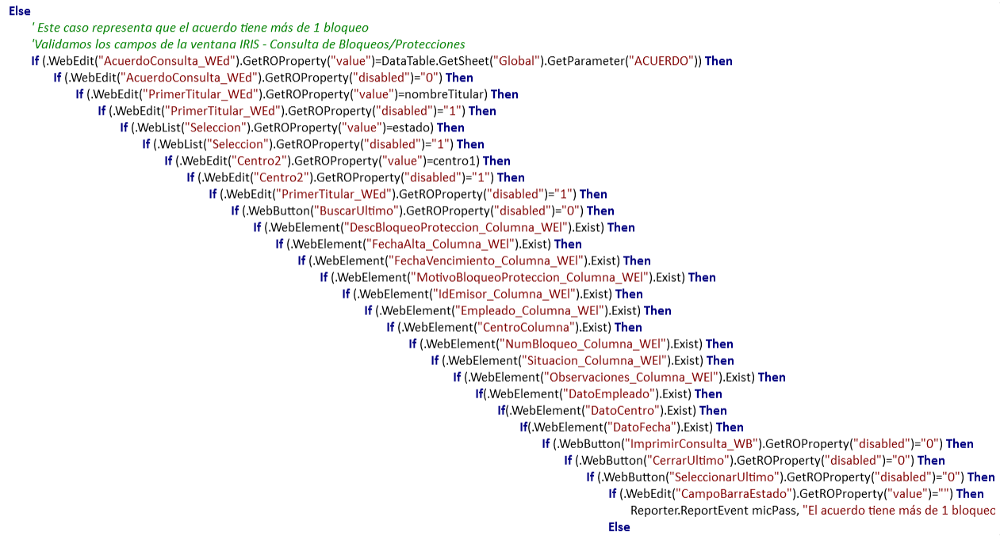 Else
' Este caso representa que el acuerdo tiene más de 1 bloqueo
'Validamos los campos de la ventana IRIS - Consulta de Bloqueos/Protecciones
If (.WebEdit("AcuerdoConsulta_WEd").GetROProperty("value")=DataTable.GetSheet("Global").GetParameter("ACUERDO")) Then
If (.WebEdit("AcuerdoConsulta_WEd").GetROProperty("disabled")="0") Then
If (.WebEdit("PrimerTitular_WEd").GetROProperty("value")=nombreTitular) Then
If (.WebEdit("PrimerTitular_WEd").GetROProperty("disabled")="1") Then
If (.WebList("Seleccion").GetROProperty("value")=estado) Then
If (.WebList("Seleccion").GetROProperty("disabled")="1") Then
If (.WebEdit("Centro2").GetROProperty("value")=centro1) Then
If (.WebEdit("Centro2").GetROProperty("disabled")="1") Then
If (.WebEdit("PrimerTitular_WEd").GetROProperty("disabled")="1") Then
If (.WebButton("BuscarUltimo").GetROProperty("disabled")="0") Then
If (.WebElement("DescBloqueoProteccion_Columna_WEl").Exist) Then
If (.WebElement("FechaAlta_Columna_WEl").Exist) Then
If (.WebElement("FechaVencimiento_Columna_WEl").Exist) Then
If (.WebElement("MotivoBloqueoProteccion_Columna_WEl").Exist) Then
If (.WebElement("IdEmisor_Columna_WEl").Exist) Then
If (.WebElement("Empleado_Columna_WEl").Exist) Then
If (.WebElement("CentroColumna").Exist) Then
If (.WebElement("NumBloqueo_Columna_WEl").Exist) Then
If (.WebElement("Situacion_Columna_WEl").Exist) Then
If (.WebElement("Observaciones_Columna_WEl").Exist) Then
If(.WebElement("DatoEmpleado").Exist) Then
If(.WebElement("DatoCentro").Exist) Then
If(.WebElement("DatoFecha").Exist) Then
If (.WebButton("ImprimirConsulta_WB").GetROProperty("disabled")="0") Then
If (.WebButton("CerrarUltimo").GetROProperty("disabled")="0") Then
If (.WebButton("SeleccionarUltimo").GetROProperty("disabled")="0") Then
If (.WebEdit("CampoBarraEstado").GetROProperty("value")="") Then
Reporter.ReportEvent micPass, "El acuerdo tiene más de 1 bloqueo
Else